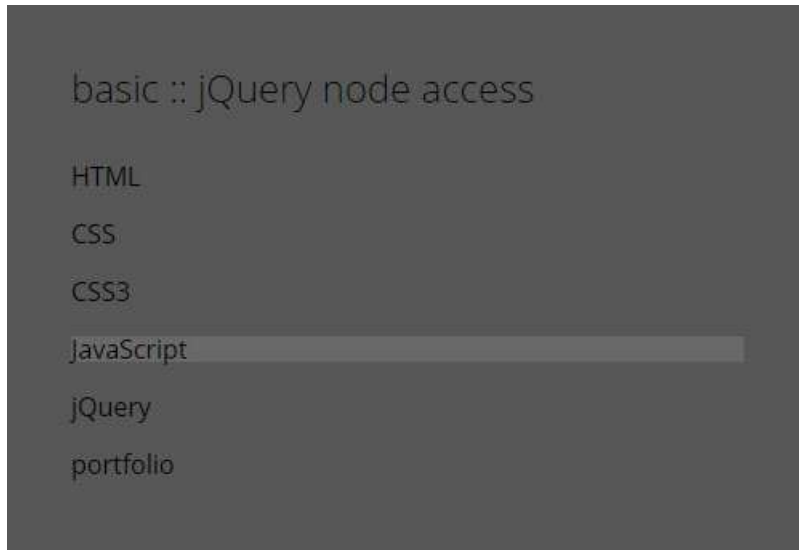 basic :: jQuery node access
HTML
CSS
CSS3
JavaScript
jQuery
portfolio